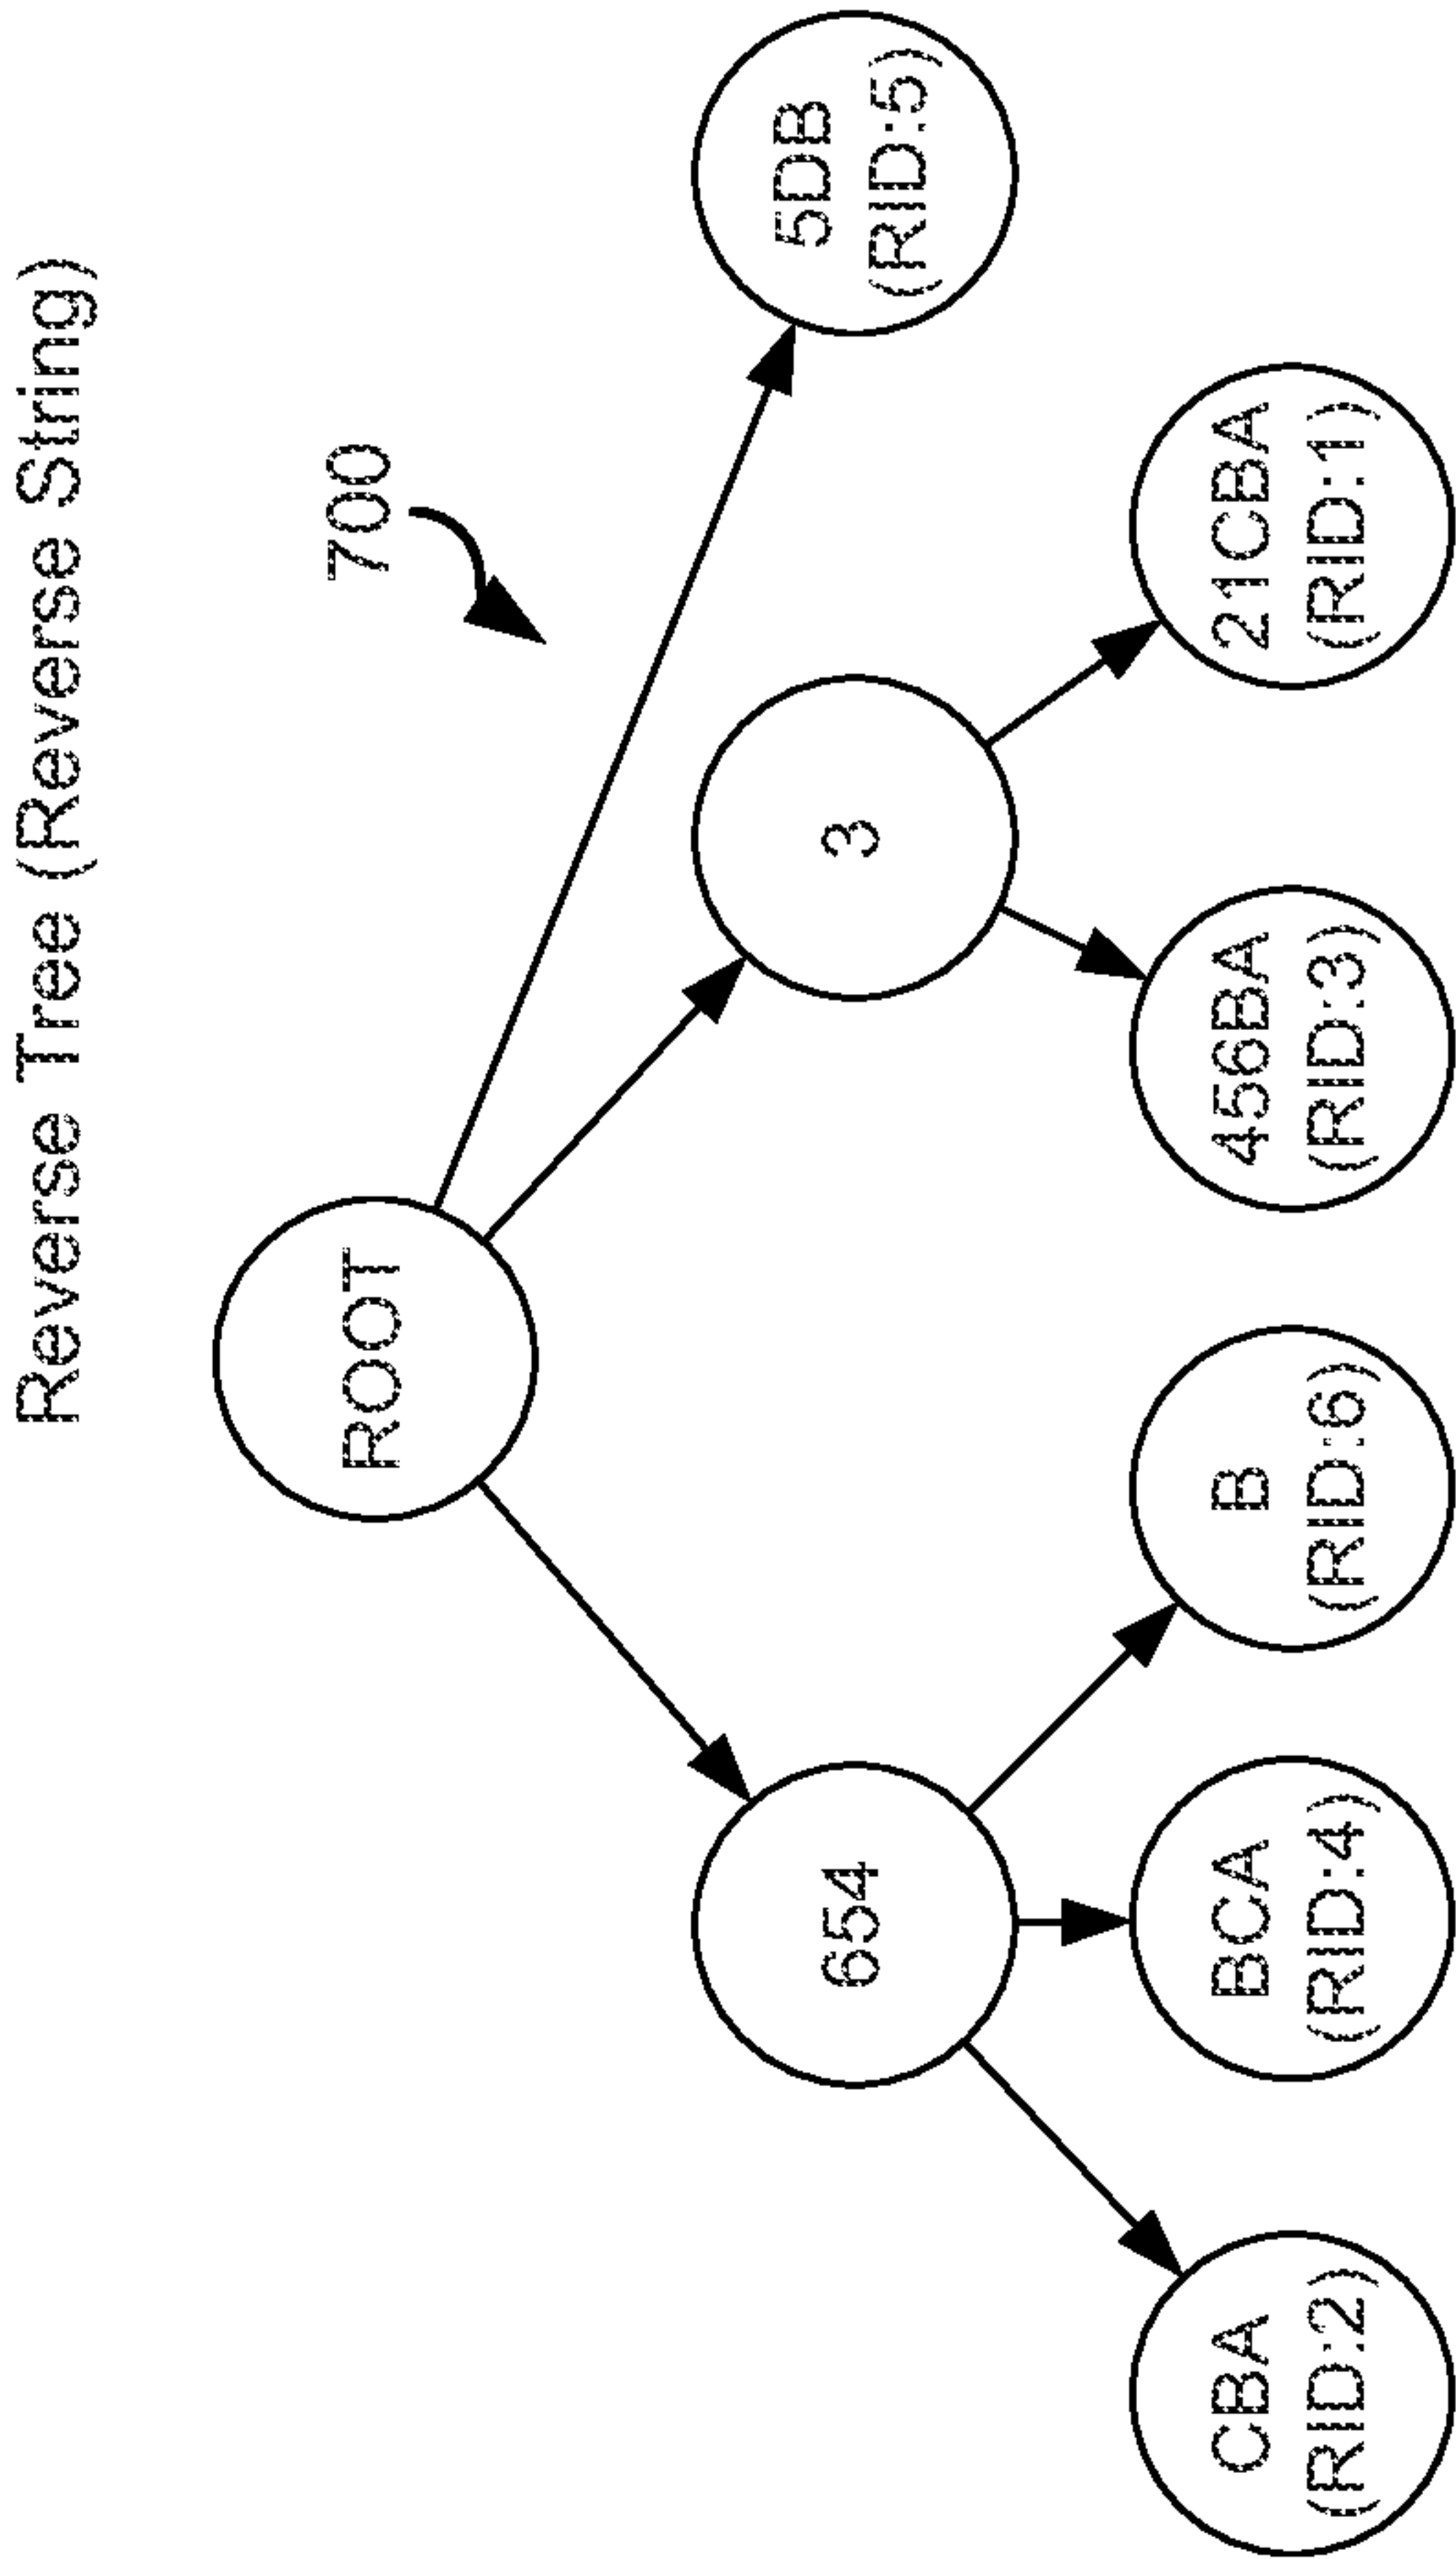 Reverse Tree (Reverse String)
700
ROOT
654
3
5DB
(RID:5)
CBA
(RID:2)
BCA
(RID:4)
B
(RID:6)
456BA
(RID:3)
21CBA
(RID:1)